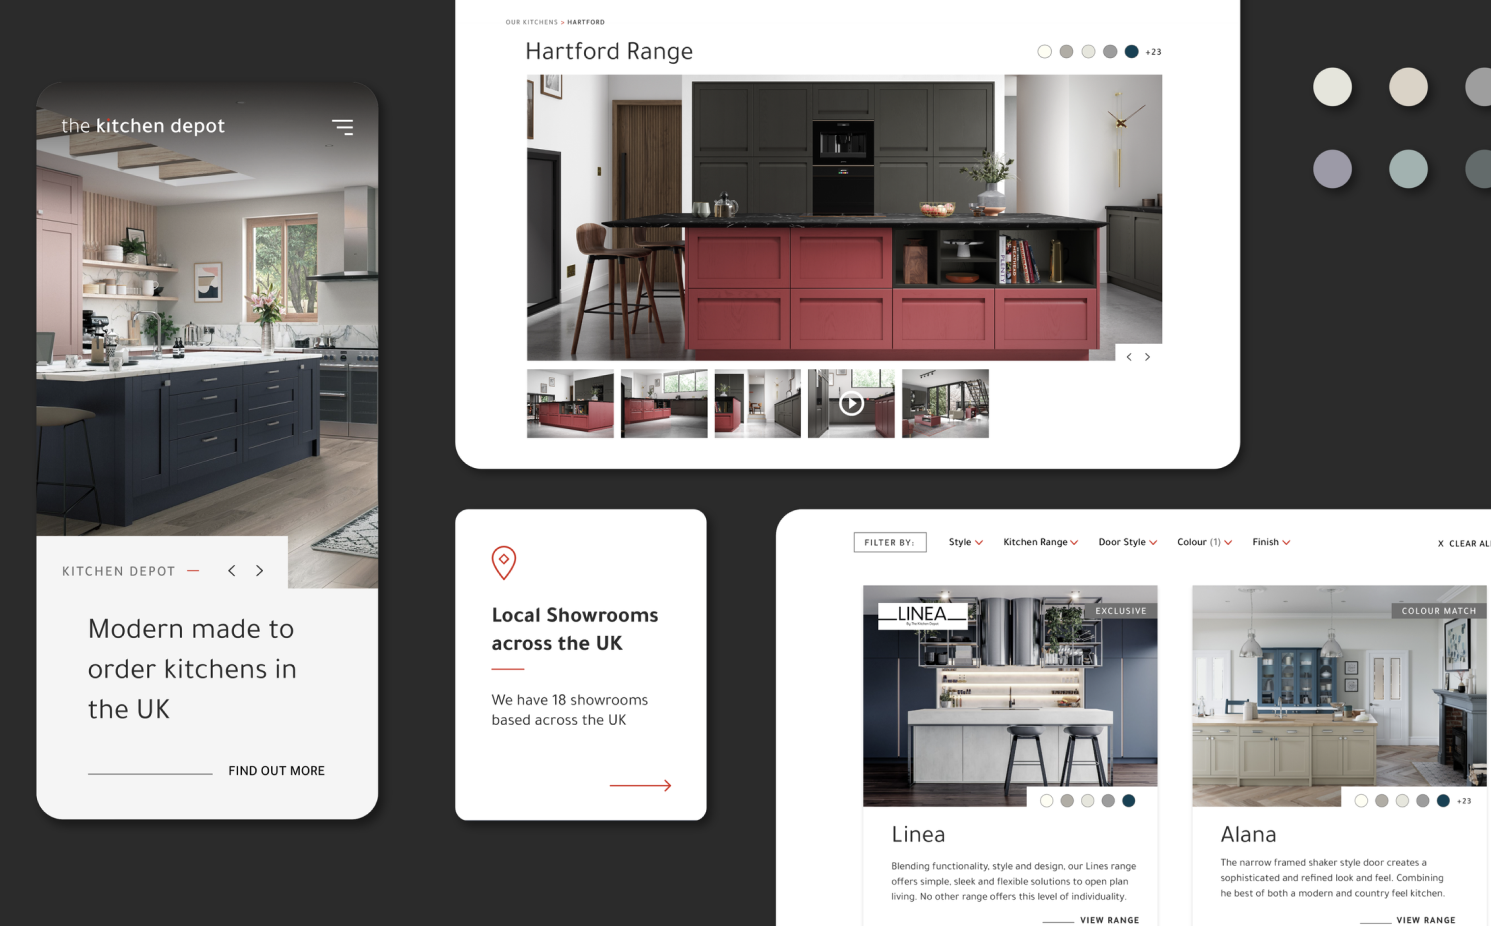 the kitchen depot
KITCHEN DEPOT
Modern made to
order kitchens in
the UK
FIND OUT MORE
OUR KITCHENS > HARTFORD
Hartford Range
+23
Local Showrooms
across the UK
We have 18 showrooms
based across the UK
FILTER BY:
Style
Kitchen Range
Door Style
Colour (1)
Finish
X CLEAR AL
LINEA
by The Kitchen Depot
EXCLUSIVE
Linea
Blending functionality, style and design, our Lines range
offers simple, sleek and flexible solutions to open plan
living. No other range offers this level of individuality.
VIEW RANGE
COLOUR MATCH
+23
Alana
The narrow framed shaker style door creates a
sophisticated and refined look and feel. Combining
he best of both a modern and country feel kitchen.
VIEW RANGE